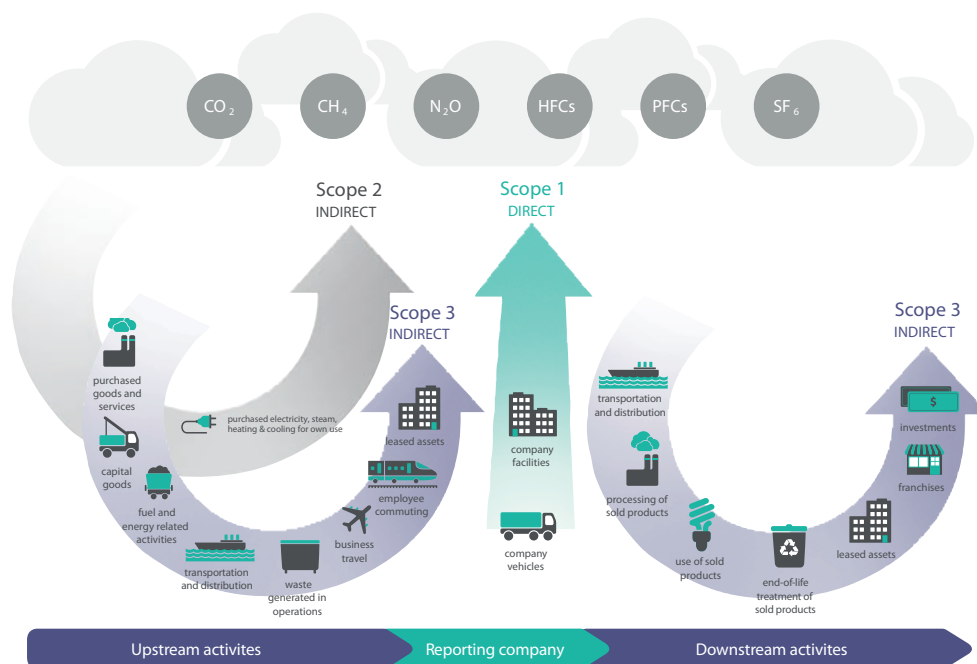 CO₂
CH₄
N₂O
HFCs
PFCs
SF₆
Scope 2
INDIRECT
Scope 1
DIRECT
Scope 3
INDIRECT
Scope 3
INDIRECT
purchased
goods and
services
capital
goods
fuel and
energy related
activities
transportation
and distribution
waste
generated in
operations
business
travel
employee
commuting
leased assets
purchased electricity, steam,
heating & cooling for own use
company
facilities
company
vehicles
transportation
and distribution
processing of
sold products
use of sold
products
end-of-life
treatment of
sold products
leased assets
franchises
$
investments
Upstream activites
Reporting company
Downstream activites